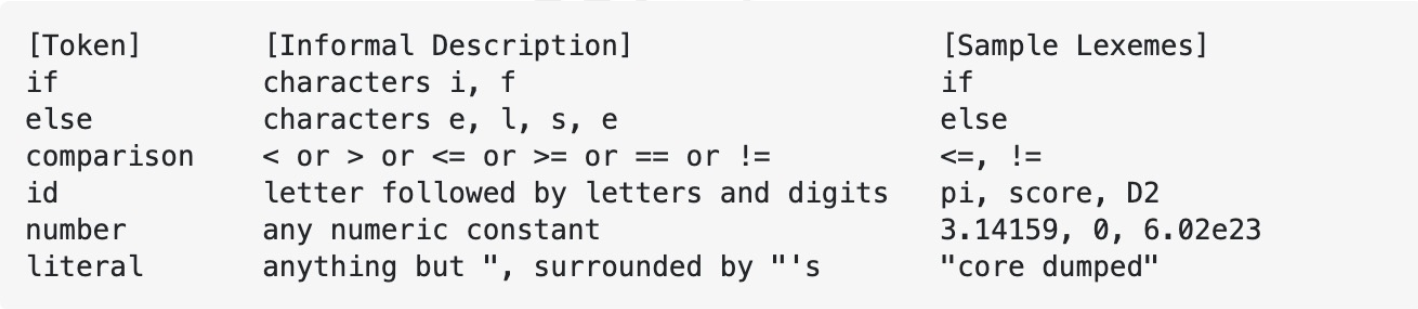 [Token] [Informal Description] [Sample Lexemes]
if characters i, f if
else characters e, l, s, e else
comparison < or > or <= or >= or == or != <=, !=
id letter followed by letters and digits pi, score, D2
number any numeric constant 3.14159, 0, 6.02e23
literal anything but ", surrounded by "'s "core dumped"